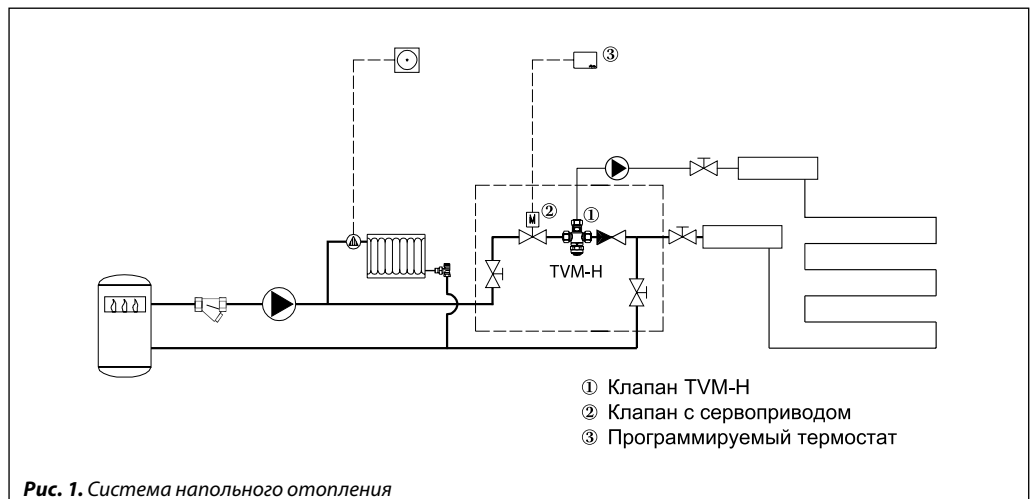 ③
②
M
①
TVM-H
① Клапан TVM-H
② Клапан с сервоприводом
③ Программируемый термостат
Рис. 1. Система напольного отопления